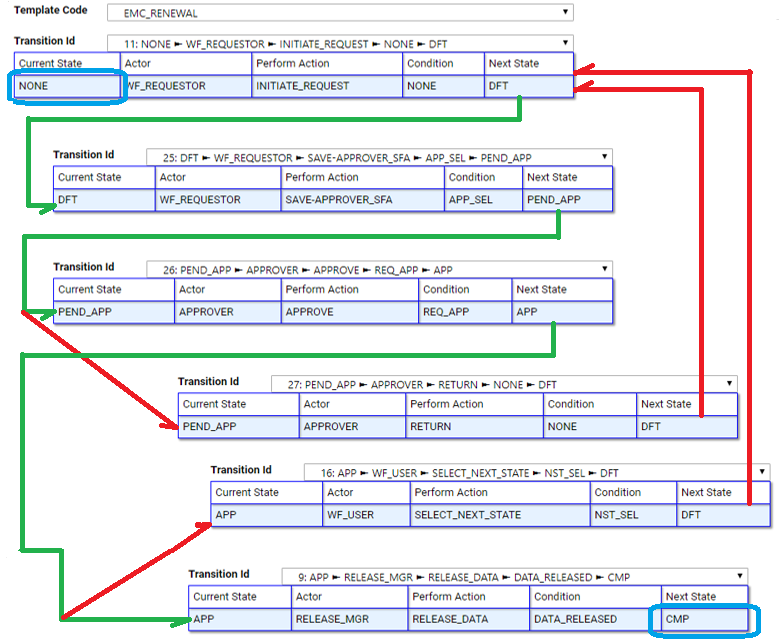 Template Code EMC_RENEWAL ▼
Transition Id 11: NONE ► WF_REQUESTOR ► INITIATE_REQUEST ► NONE ► DFT ▼
Current State Actor Perform Action Condition Next State
NONE WF_REQUESTOR INITIATE_REQUEST NONE DFT
Transition Id 25: DFT ► WF_REQUESTOR ► SAVE-APPROVER_SFA ► APP_SEL ► PEND_APP ▼
Current State Actor Perform Action Condition Next State
DFT WF_REQUESTOR SAVE-APPROVER_SFA APP_SEL PEND_APP
Transition Id 26: PEND_APP ► APPROVER ► APPROVE ► REQ_APP ► APP ▼
Current State Actor Perform Action Condition Next State
PEND_APP APPROVER APPROVE REQ_APP APP
Transition Id 27: PEND_APP ► APPROVER ► RETURN ► NONE ► DFT ▼
Current State Actor Perform Action Condition Next State
PEND_APP APPROVER RETURN NONE DFT
Transition Id 16: APP ► WF_USER ► SELECT_NEXT_STATE ► NST_SEL ► DFT ▼
Current State Actor Perform Action Condition Next State
APP WF_USER SELECT_NEXT_STATE NST_SEL DFT
Transition Id 9: APP ► RELEASE_MGR ► RELEASE_DATA ► DATA_RELEASED ► CMP ▼
Current State Actor Perform Action Condition Next State
APP RELEASE_MGR RELEASE_DATA DATA_RELEASED CMP